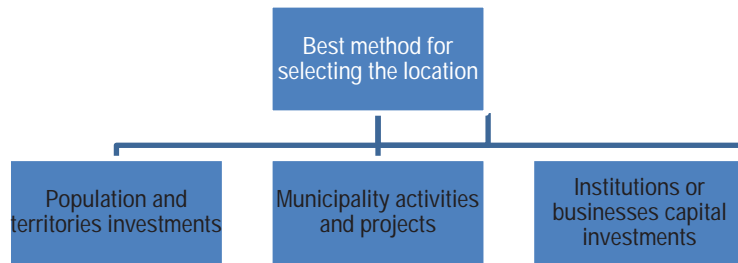 Best method for
selecting the location
Population and
territories investments
Municipality activities
and projects
Institutions or
businesses capital
investments